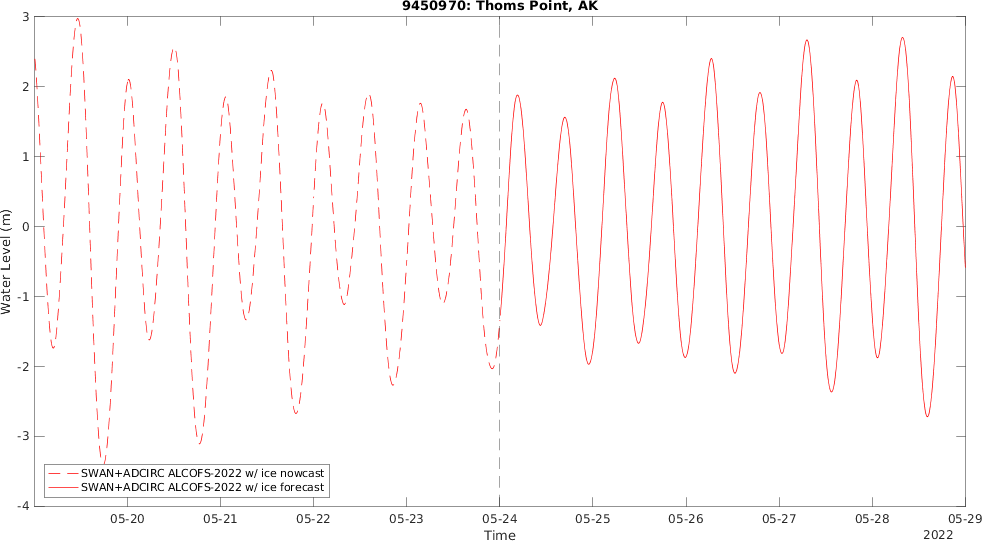 9450970: Thoms Point, AK
3
2
1
0
-1
-2
-3
-4
Water Level (m)
SWAN+ADCIRC ALCOFS-2022 w/ ice nowcast
SWAN+ADCIRC ALCOFS-2022 w/ ice forecast
05-20 05-21 05-22 05-23 05-24 05-25 05-26 05-27 05-28 05-29
Time
2022